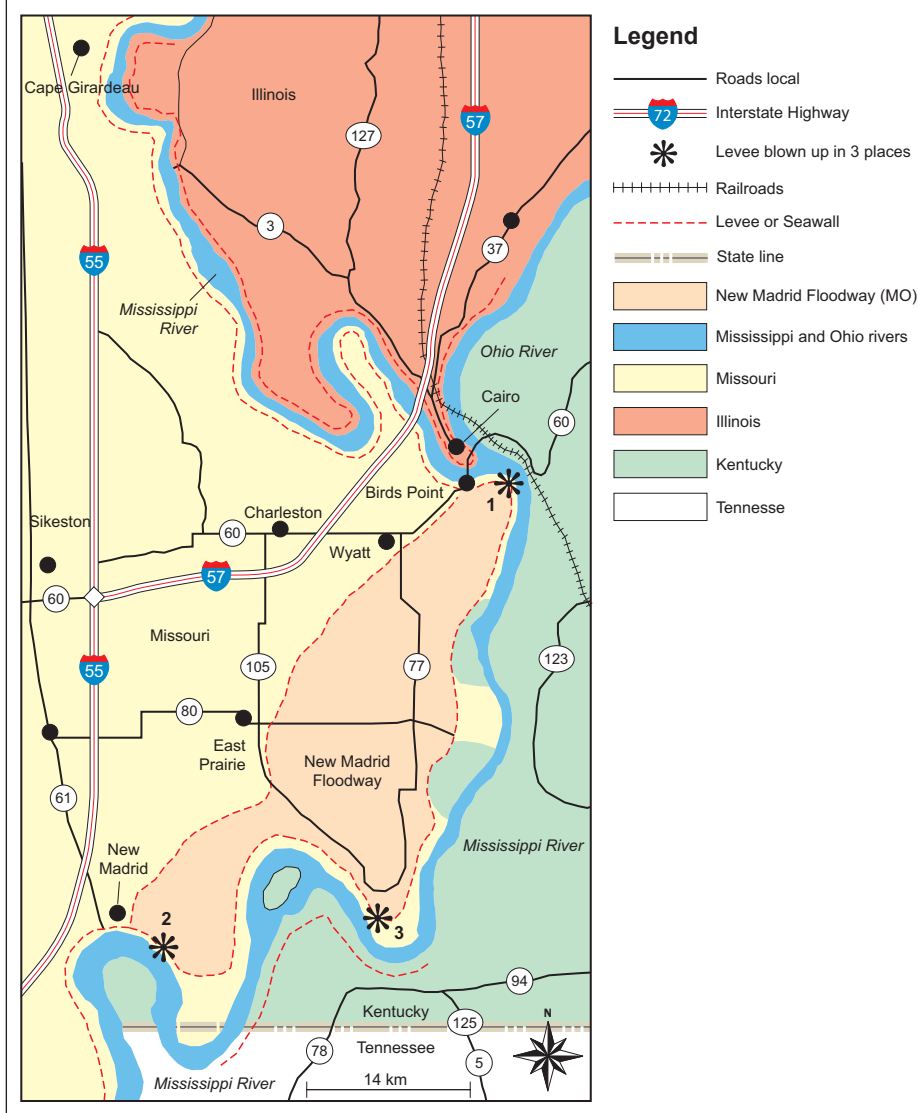 Cape Girardeau
Illinois
57
127
3
37
55
Mississippi
River
Ohio River
Cairo
60
Birds Point
1
Charleston
Sikeston
60
Wyatt
57
60
Missouri
55
105
77
123
80
East
Prairie
New Madrid
Floodway
61
Mississippi River
New
Madrid
2
3
94
Kentucky
125
Tennessee
78
5
Mississippi River
14 km
N
Legend
Roads local
72
Interstate Highway
Levee blown up in 3 places
Railroads
Levee or Seawall
State line
New Madrid Floodway (MO)
Mississippi and Ohio rivers
Missouri
Illinois
Kentucky
Tennesse